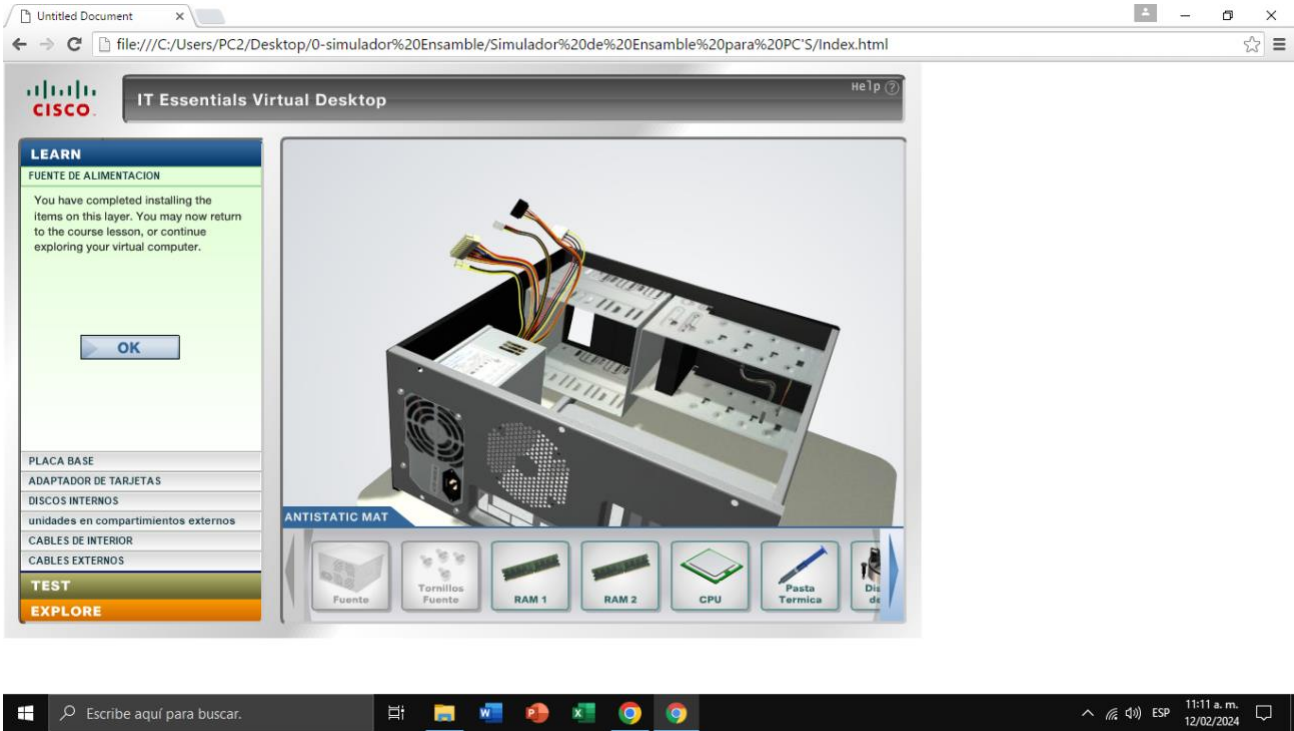 Untitled Document
file:///C:/Users/PC2/Desktop/0-simulador%20Ensamble/Simulador%20de%20Ensamble%20para%20PC'S/Index.html
CISCO
IT Essentials Virtual Desktop
Help ?
LEARN
FUENTE DE ALIMENTACION
You have completed installing the
items on this layer. You may now return
to the course lesson, or continue
exploring your virtual computer.
OK
PLACA BASE
ADAPTADOR DE TARJETAS
DISCOS INTERNOS
unidades en compartimientos externos
CABLES DE INTERIOR
CABLES EXTERNOS
TEST
EXPLORE
ANTISTATIC MAT
Fuente
Tornillos
Fuente
RAM 1
RAM 2
CPU
Pasta
Termica
Escribe aquí para buscar.
ESP
11:11 a. m.
12/02/2024